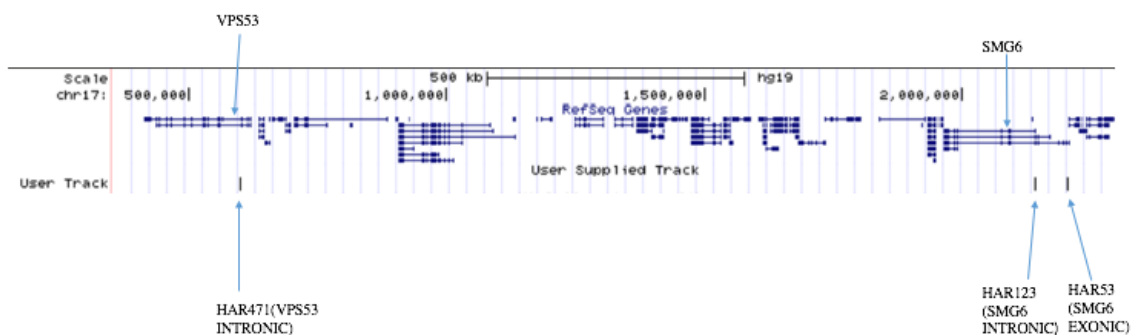 VPS53
SMG6
Scale 500 kb hg19
chr17: 500,000 1,000,000 1,500,000 2,000,000
RefSeq Genes
User Supplied Track
User Track
HAR471(VPS53
INTRONIC)
HAR123
(SMG6
INTRONIC)
HAR53
(SMG6
EXONIC)